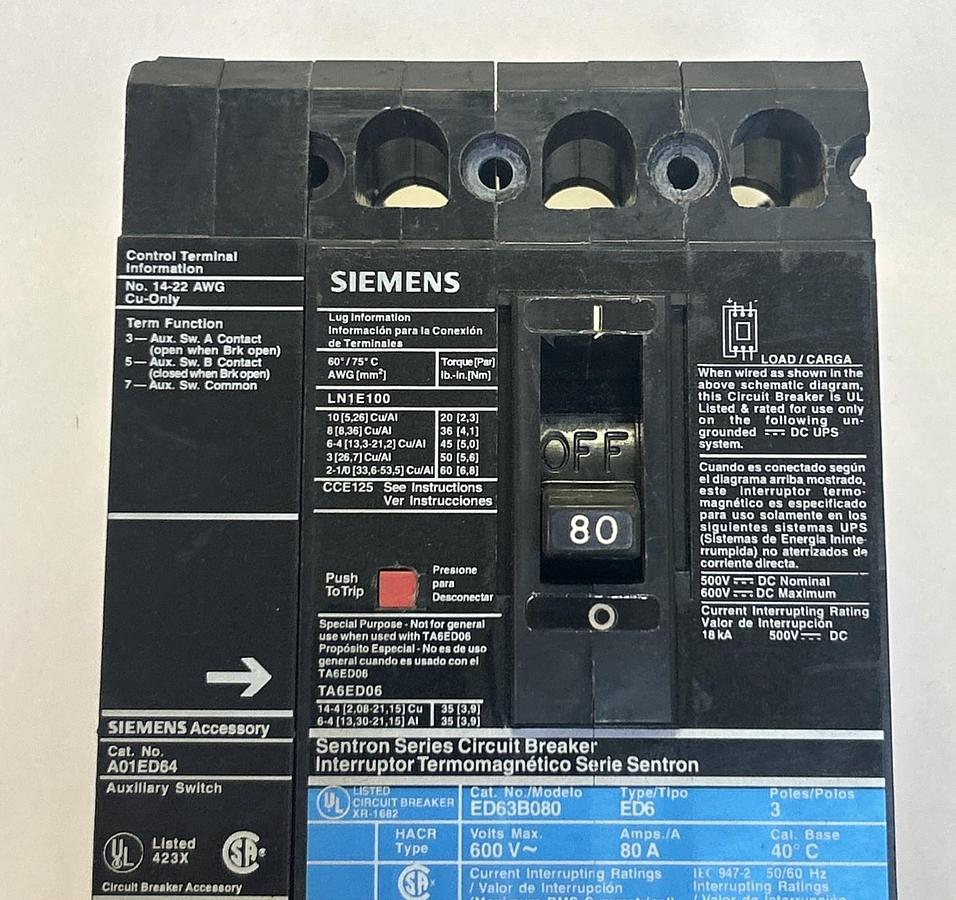 Control Terminal
Information
No. 14-22 AWG
Cu-Only
Term Function
3— Aux. Sw. A Contact
(open when Brk open)
5— Aux. Sw. B Contact
(closed when Brk open)
7— Aux. Sw. Common
SIEMENS Accessory
Cat. No.
A01ED64
Auxiliary Switch
UL
Listed
423X
SA
Circuit Breaker Accessory
SIEMENS
Lug Information
Información para la Conexión
de Terminales
60°/75°C Torque [Par]
AWG [mm²] lb.-in.[Nm]
LN1E100
10 [5,26] Cu/Al 20 [2,3]
8 [8,36] Cu/Al 36 [4,1]
6-4 [13,3-21,2] Cu/Al 45 [5,0]
3 [26,7] Cu/Al 50 [5,6]
2-1/0 [33,6-53,5] Cu/Al 60 [6,8]
CCE125 See Instructions
Ver Instrucciones
Push
To Trip
Presione
para
Desconectar
Special Purpose - Not for general
use when used with TA6ED06
Propósito Especial - No es de uso
general cuando es usado con el
TA6ED06
TA6ED06
14-4 [2,08-21,15] Cu 35 [3,9]
6-4 [13,30-21,15] Al 35 [3,9]
I
OFF
80
O
LOAD / CARGA
When wired as shown in the
above schematic diagram,
this Circuit Breaker is UL
Listed & rated for use only
on the following un-
grounded ⎓ DC UPS
system.
Cuando es conectado según
el diagrama arriba mostrado,
este interruptor termo-
magnético es especificado
para uso solamente en los
siguientes sistemas UPS
(Sistemas de Energia Ininte-
rrumpida) no aterrizados de
corriente directa.
500V ⎓ DC Nominal
600V ⎓ DC Maximum
Current Interrupting Rating
Valor de Interrupción
18 kA 500V ⎓ DC
Sentron Series Circuit Breaker
Interruptor Termomagnético Serie Sentron
UL LISTED
CIRCUIT BREAKER
XR-1682
Cat. No./Modelo Type/Tipo Poles/Polos
ED63B080 ED6 3
HACR
Type
Volts Max. Amps./A Cal. Base
600 V~ 80 A 40° C
SA
Current Interrupting Ratings IEC 947-2 50/60 Hz
/ Valor de Interrupción Interrupting Ratings